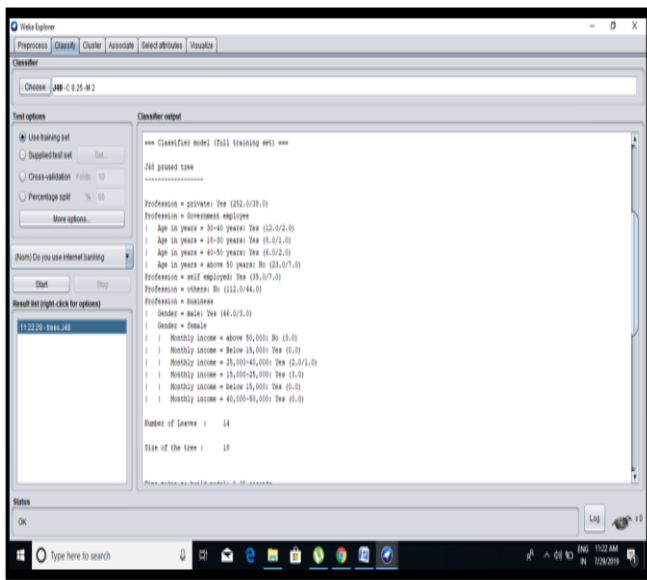 Weka Explorer
Preprocess Classify Cluster Associate Select attributes Visualize
Classifier
Choose J48 -C 0.25 -M 2
Test options
Use training set
Supplied test set Set...
Cross-validation Folds 10
Percentage split % 66
More options...
(Nom) Do you use internet banking
Start Stop
Result list (right-click for options)
11:22:29 - trees.J48
Classifier output
=== Classifier model (full training set) ===
J48 pruned tree
------------------
Profession = private: Yes (252.0/38.0)
Profession = Government employee
| Age in years = 30-40 years: Yes (12.0/2.0)
| Age in years = 18-30 years: Yes (8.0/1.0)
| Age in years = 40-50 years: Yes (6.0/2.0)
| Age in years = above 50 years: No (23.0/7.0)
Profession = self employed: Yes (35.0/7.0)
Profession = others: No (112.0/44.0)
Profession = business
| Gender = male: Yes (46.0/3.0)
| Gender = female
| | Monthly income = above 50,000: No (3.0)
| | Monthly income = Below 15,000: Yes (0.0)
| | Monthly income = 25,000-40,000: Yes (2.0/1.0)
| | Monthly income = 15,000-25,000: Yes (3.0)
| | Monthly income = below 15,000: Yes (0.0)
| | Monthly income = 40,000-50,000: Yes (0.0)
Number of Leaves : 14
Size of the tree : 18
Time taken to build model: 0.05 seconds
Status
OK
Log x 0
Type here to search
ENG 11:22 AM
IN 7/29/2019